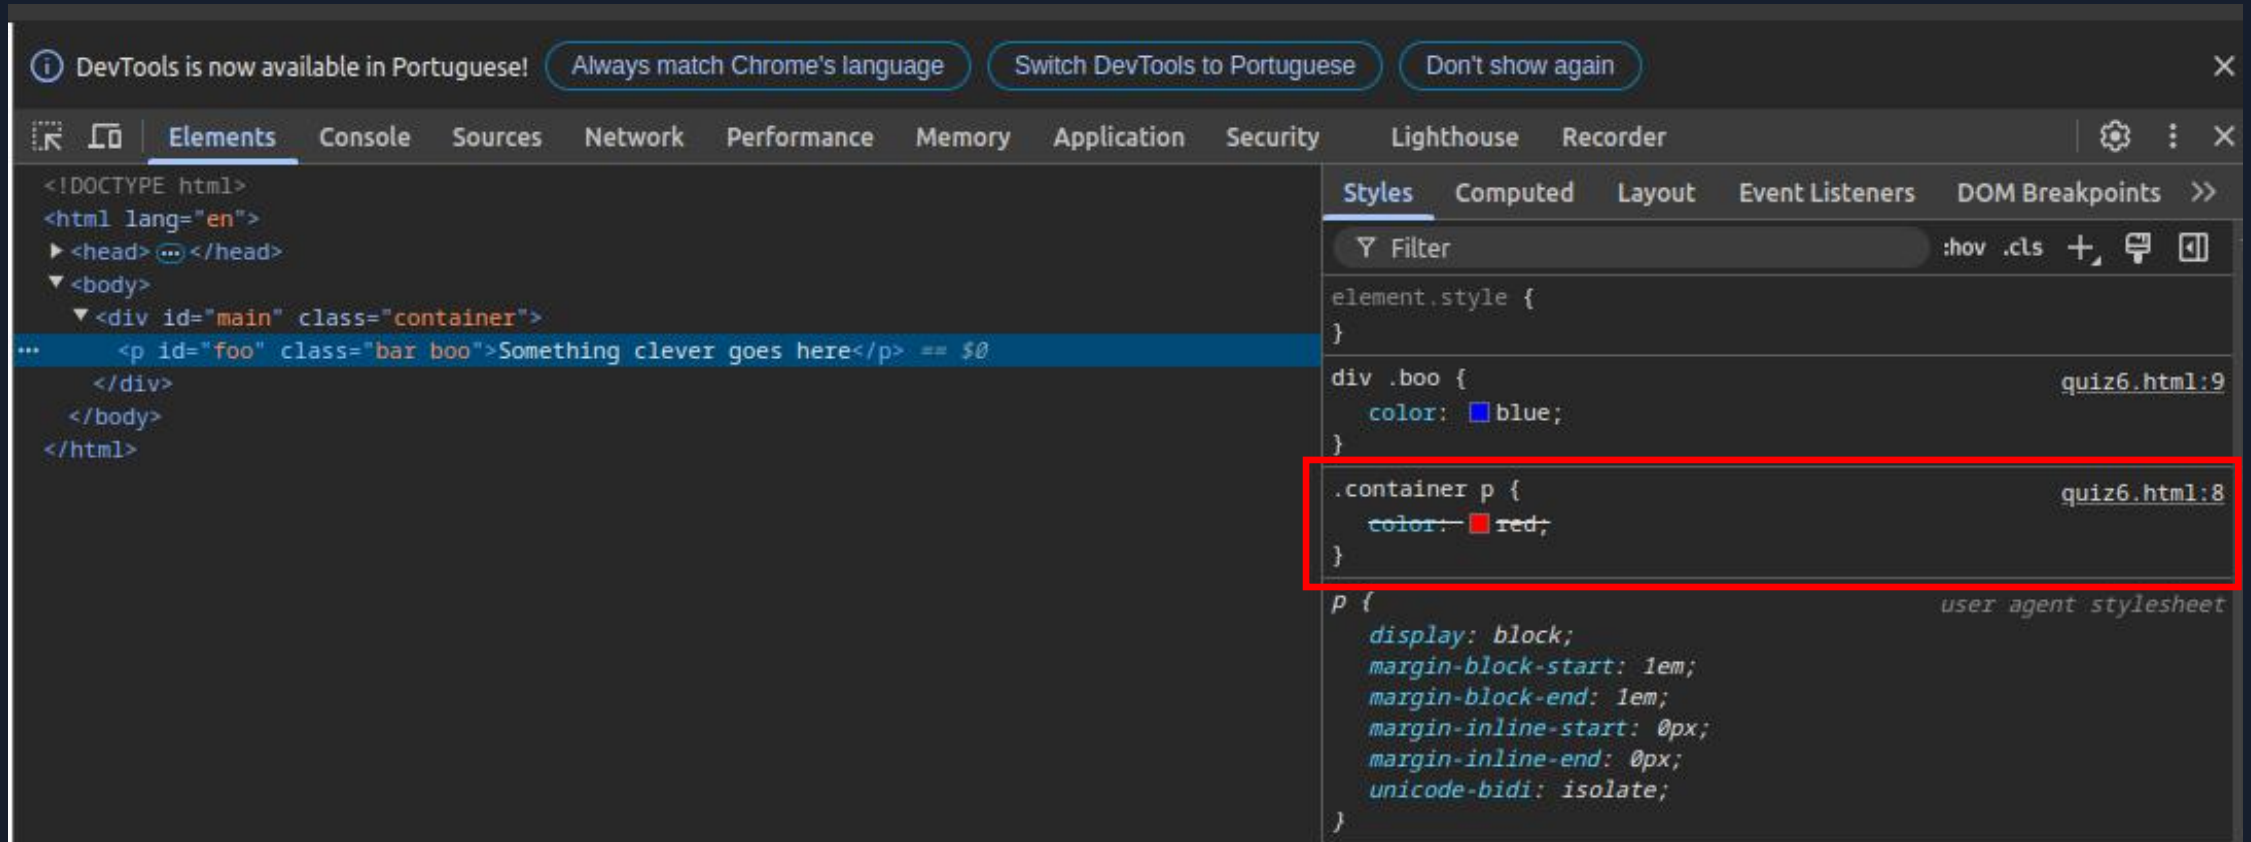 DevTools is now available in Portuguese! Always match Chrome's language Switch DevTools to Portuguese Don't show again
Elements Console Sources Network Performance Memory Application Security Lighthouse Recorder
<!DOCTYPE html>
<html lang="en">
<head> ... </head>
<body>
<div id="main" class="container">
... <p id="foo" class="bar boo">Something clever goes here</p> == $0
</div>
</body>
</html>
Styles Computed Layout Event Listeners DOM Breakpoints >>
Filter :hov .cls
element.style {
}
div .boo { quiz6.html:9
color: blue;
}
.container p { quiz6.html:8
color: red;
}
p { user agent stylesheet
display: block;
margin-block-start: 1em;
margin-block-end: 1em;
margin-inline-start: 0px;
margin-inline-end: 0px;
unicode-bidi: isolate;
}